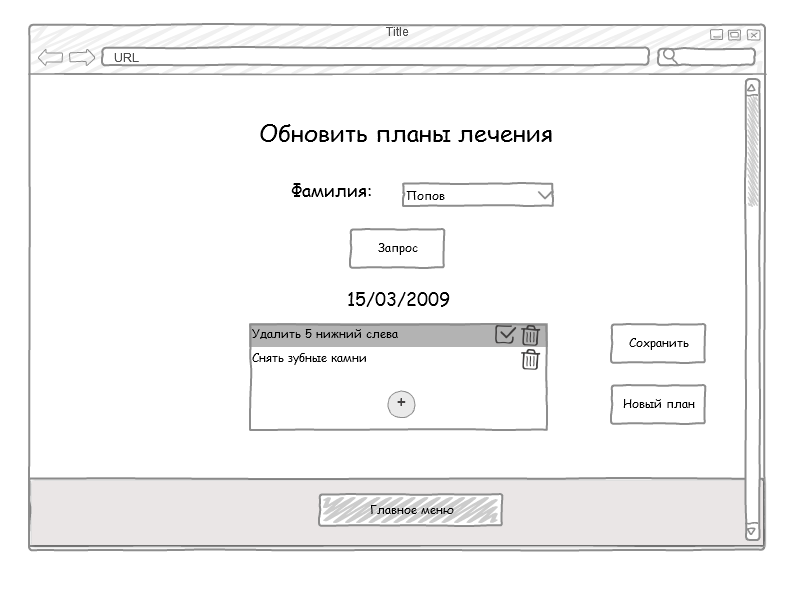 Title
URL
Обновить планы лечения
Фамилия: Попов
Запрос
15/03/2009
Удалить 5 нижний слева
Сохранить
Снять зубные камни
+
Новый план
Главное меню